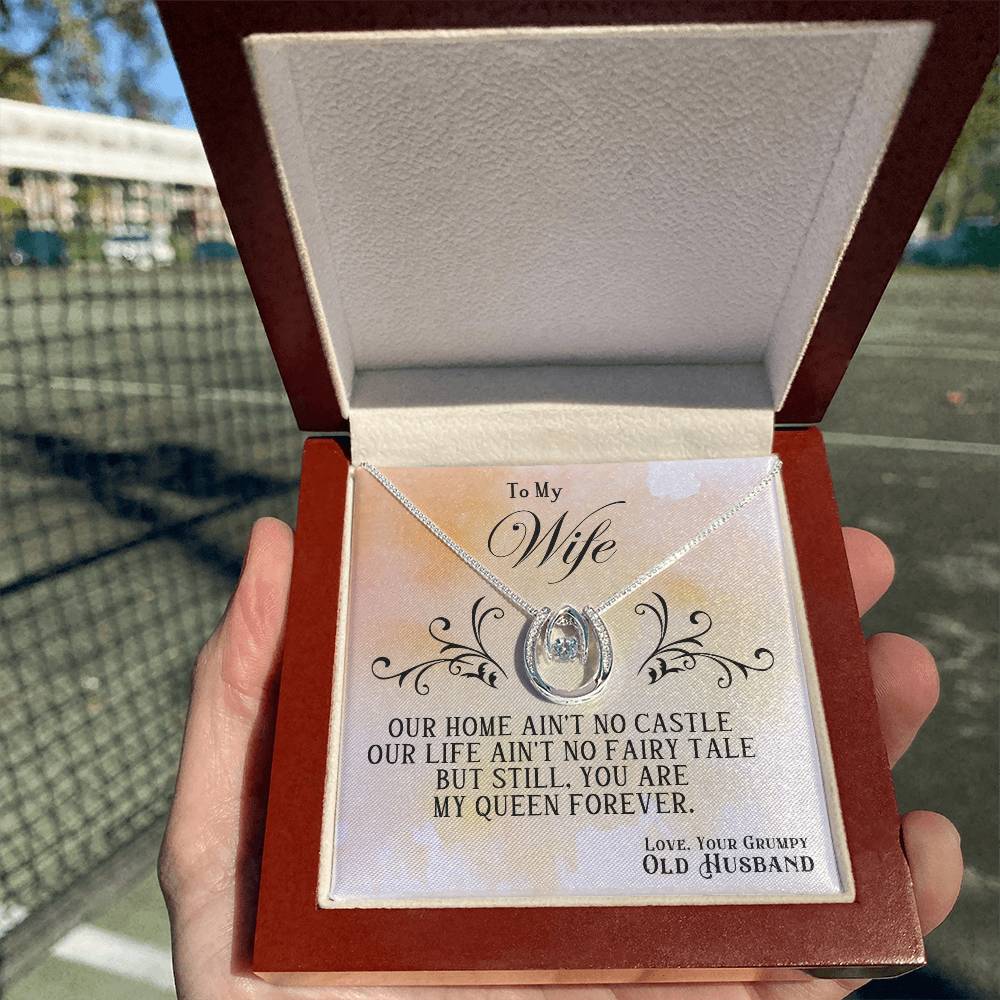 To My
Wife
OUR HOME AIN'T NO CASTLE
OUR LIFE AIN'T NO FAIRY TALE
BUT STILL, YOU ARE
MY QUEEN FOREVER.
Love, Your Grumpy
Old Husband